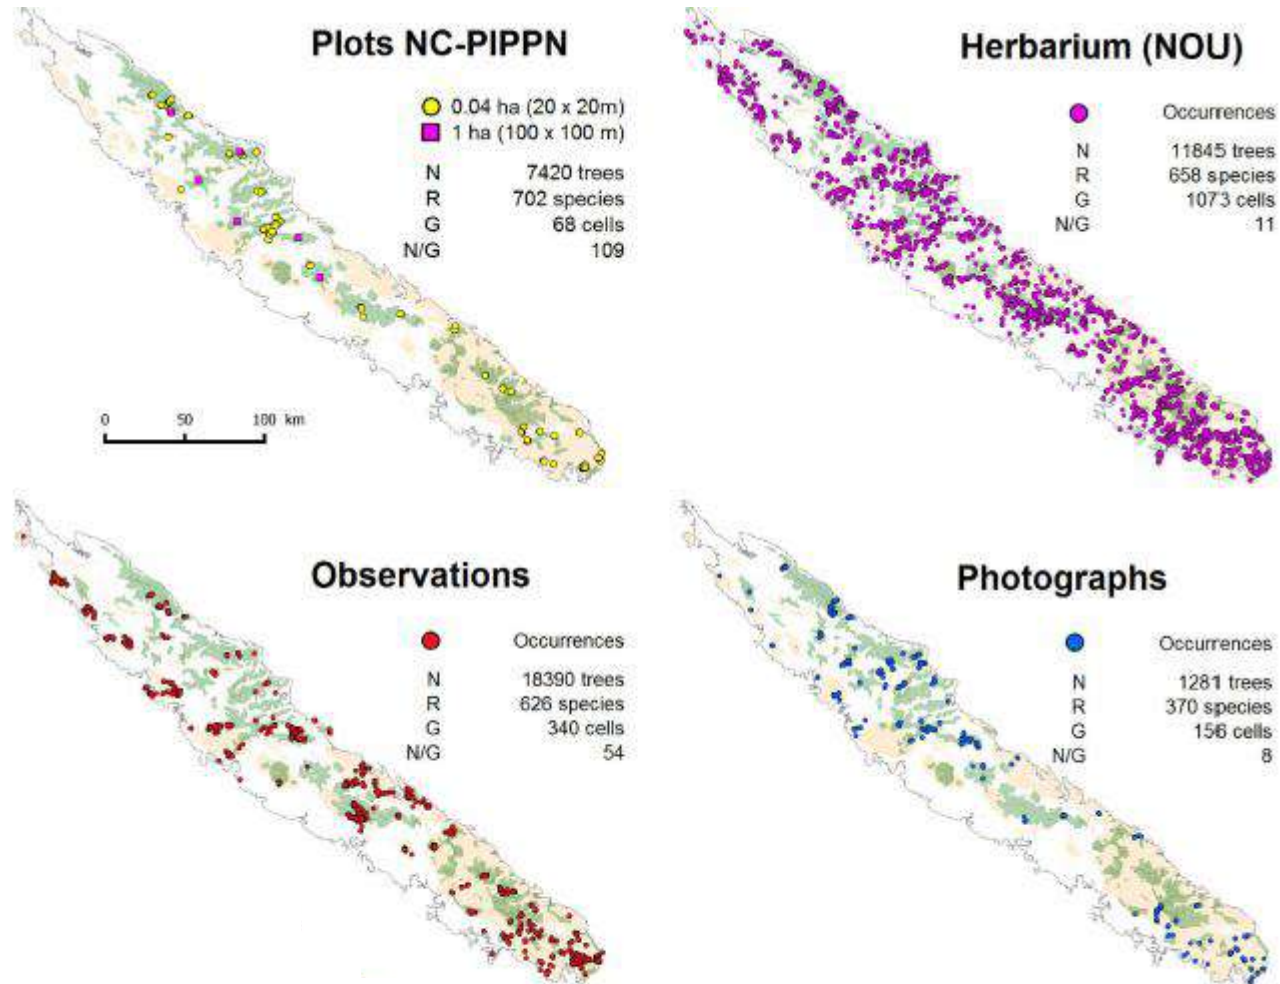 Plots NC-PIPPN
0.04 ha (20 x 20m)
1 ha (100 x 100 m)
N 7420 trees
R 702 species
G 68 cells
N/G 109
0 50 100 km
Herbarium (NOU)
Occurrences
N 11845 trees
R 658 species
G 1073 cells
N/G 11
Observations
Occurrences
N 18390 trees
R 626 species
G 340 cells
N/G 54
Photographs
Occurrences
N 1281 trees
R 370 species
G 156 cells
N/G 8